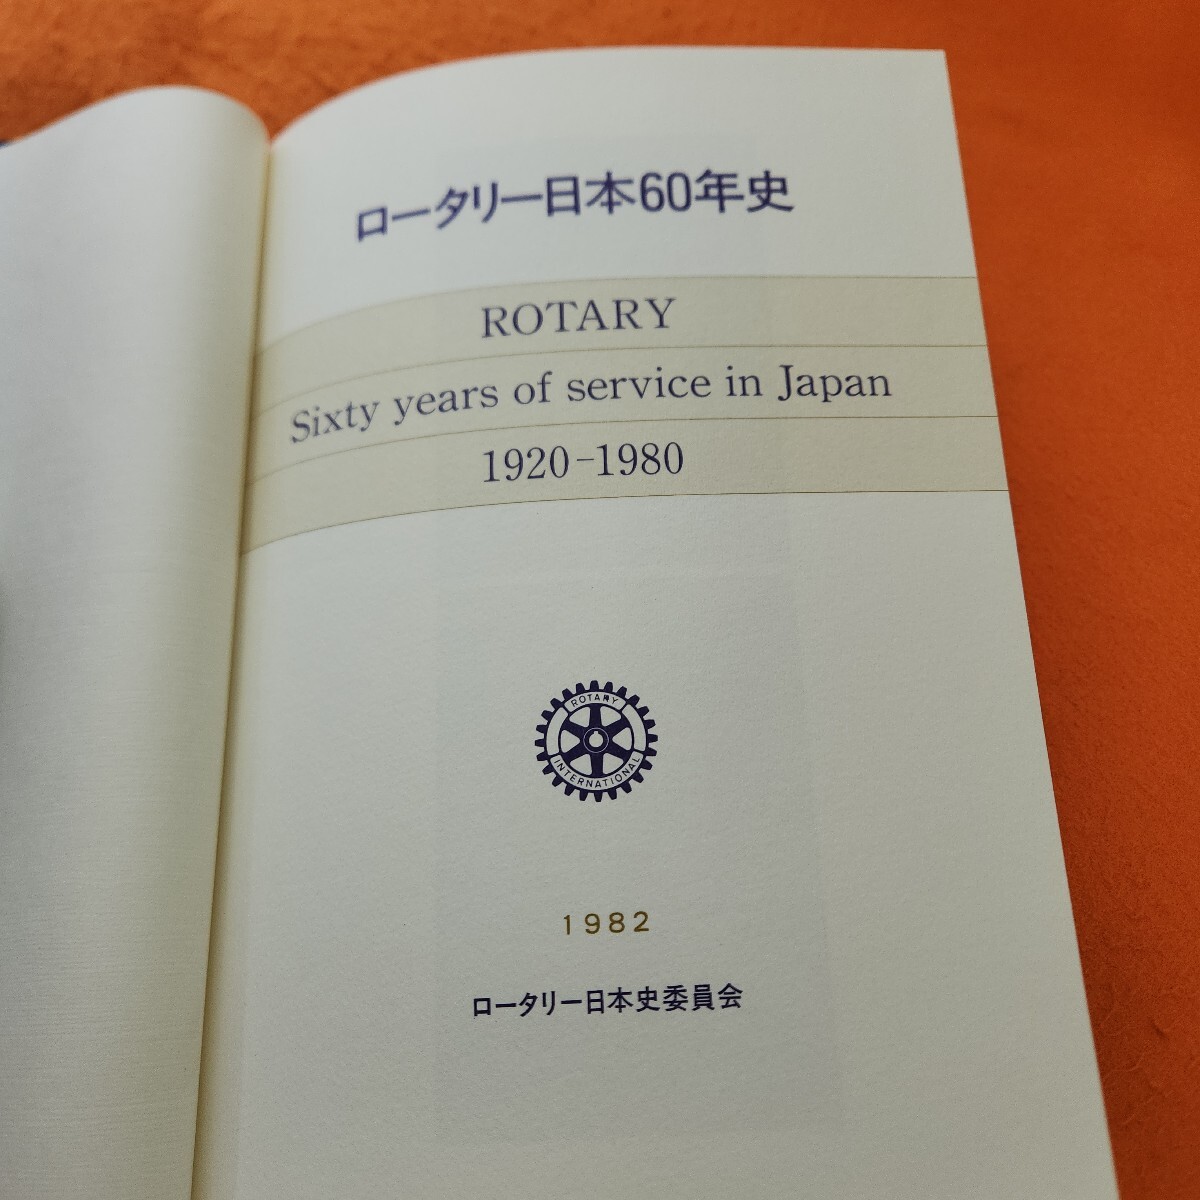 ロータリー日本60年史
ROTARY
Sixty years of service in Japan
1920-1980
ROTARY
INTERNATIONAL
1982
ロータリー日本史委員会